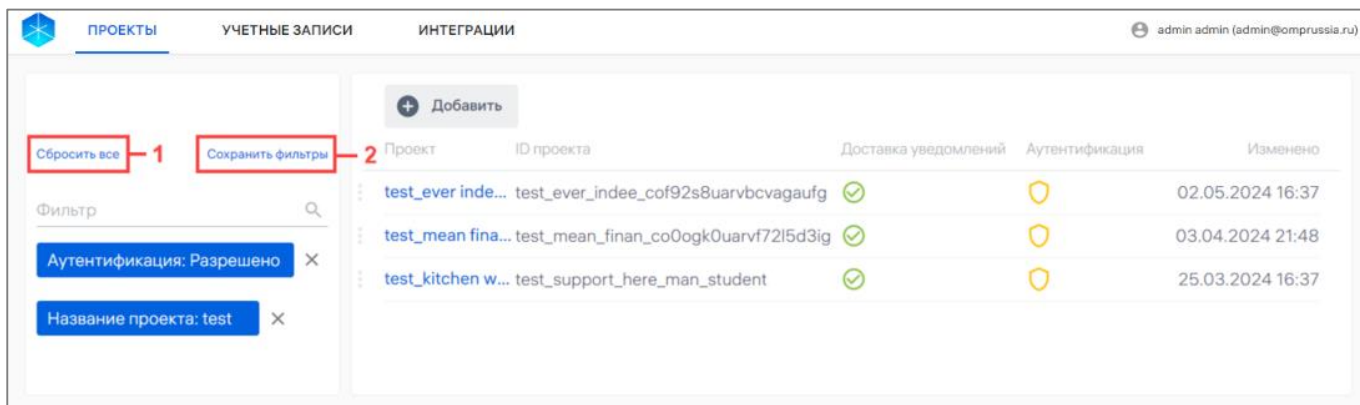 ПРОЕКТЫ УЧЕТНЫЕ ЗАПИСИ ИНТЕГРАЦИИ admin admin (admin@omprussia.ru)
Добавить
Сбросить все 1 Сохранить фильтры 2
Проект ID проекта Доставка уведомлений Аутентификация Изменено
Фильтр
Аутентификация: Разрешено
Название проекта: test
test_ever inde... test_ever_indee_cof92s8uarvbcvagaufg 02.05.2024 16:37
test_mean fina... test_mean_finan_co0ogk0uarvf72l5d3ig 03.04.2024 21:48
test_kitchen w... test_support_here_man_student 25.03.2024 16:37